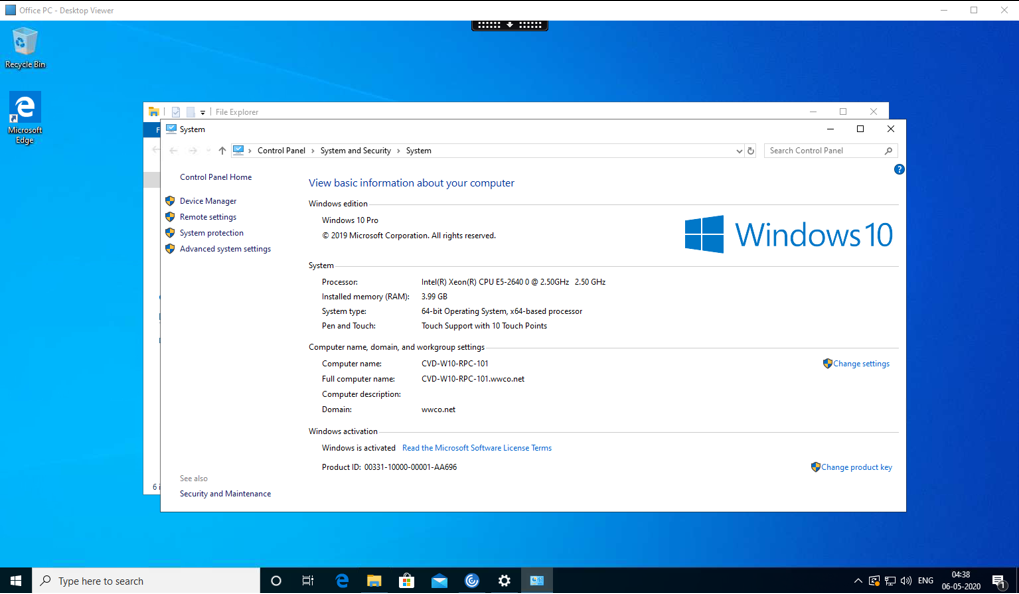 Office PC - Desktop Viewer
Recycle Bin
Microsoft
Edge
File Explorer
System
Control Panel > System and Security > System
Search Control Panel
Control Panel Home
Device Manager
Remote settings
System protection
Advanced system settings
See also
Security and Maintenance
View basic information about your computer
Windows edition
Windows 10 Pro
© 2019 Microsoft Corporation. All rights reserved.
Windows 10
System
Processor: Intel(R) Xeon(R) CPU E5-2640 0 @ 2.50GHz 2.50 GHz
Installed memory (RAM): 3.99 GB
System type: 64-bit Operating System, x64-based processor
Pen and Touch: Touch Support with 10 Touch Points
Computer name, domain, and workgroup settings
Computer name: CVD-W10-RPC-101
Change settings
Full computer name: CVD-W10-RPC-101.wwco.net
Computer description:
Domain: wwco.net
Windows activation
Windows is activated Read the Microsoft Software License Terms
Product ID: 00331-10000-00001-AA696
Change product key
6 i
Type here to search
ENG
04:38
06-05-2020
1